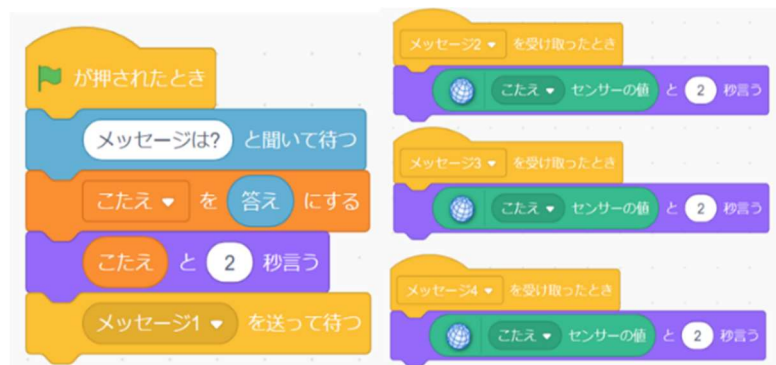 が押されたとき
メッセージは? と聞いて待つ
こたえ を 答え にする
こたえ と 2 秒言う
メッセージ1 を送って待つ
メッセージ2 を受け取ったとき
こたえ センサーの値 と 2 秒言う
メッセージ3 を受け取ったとき
こたえ センサーの値 と 2 秒言う
メッセージ4 を受け取ったとき
こたえ センサーの値 と 2 秒言う